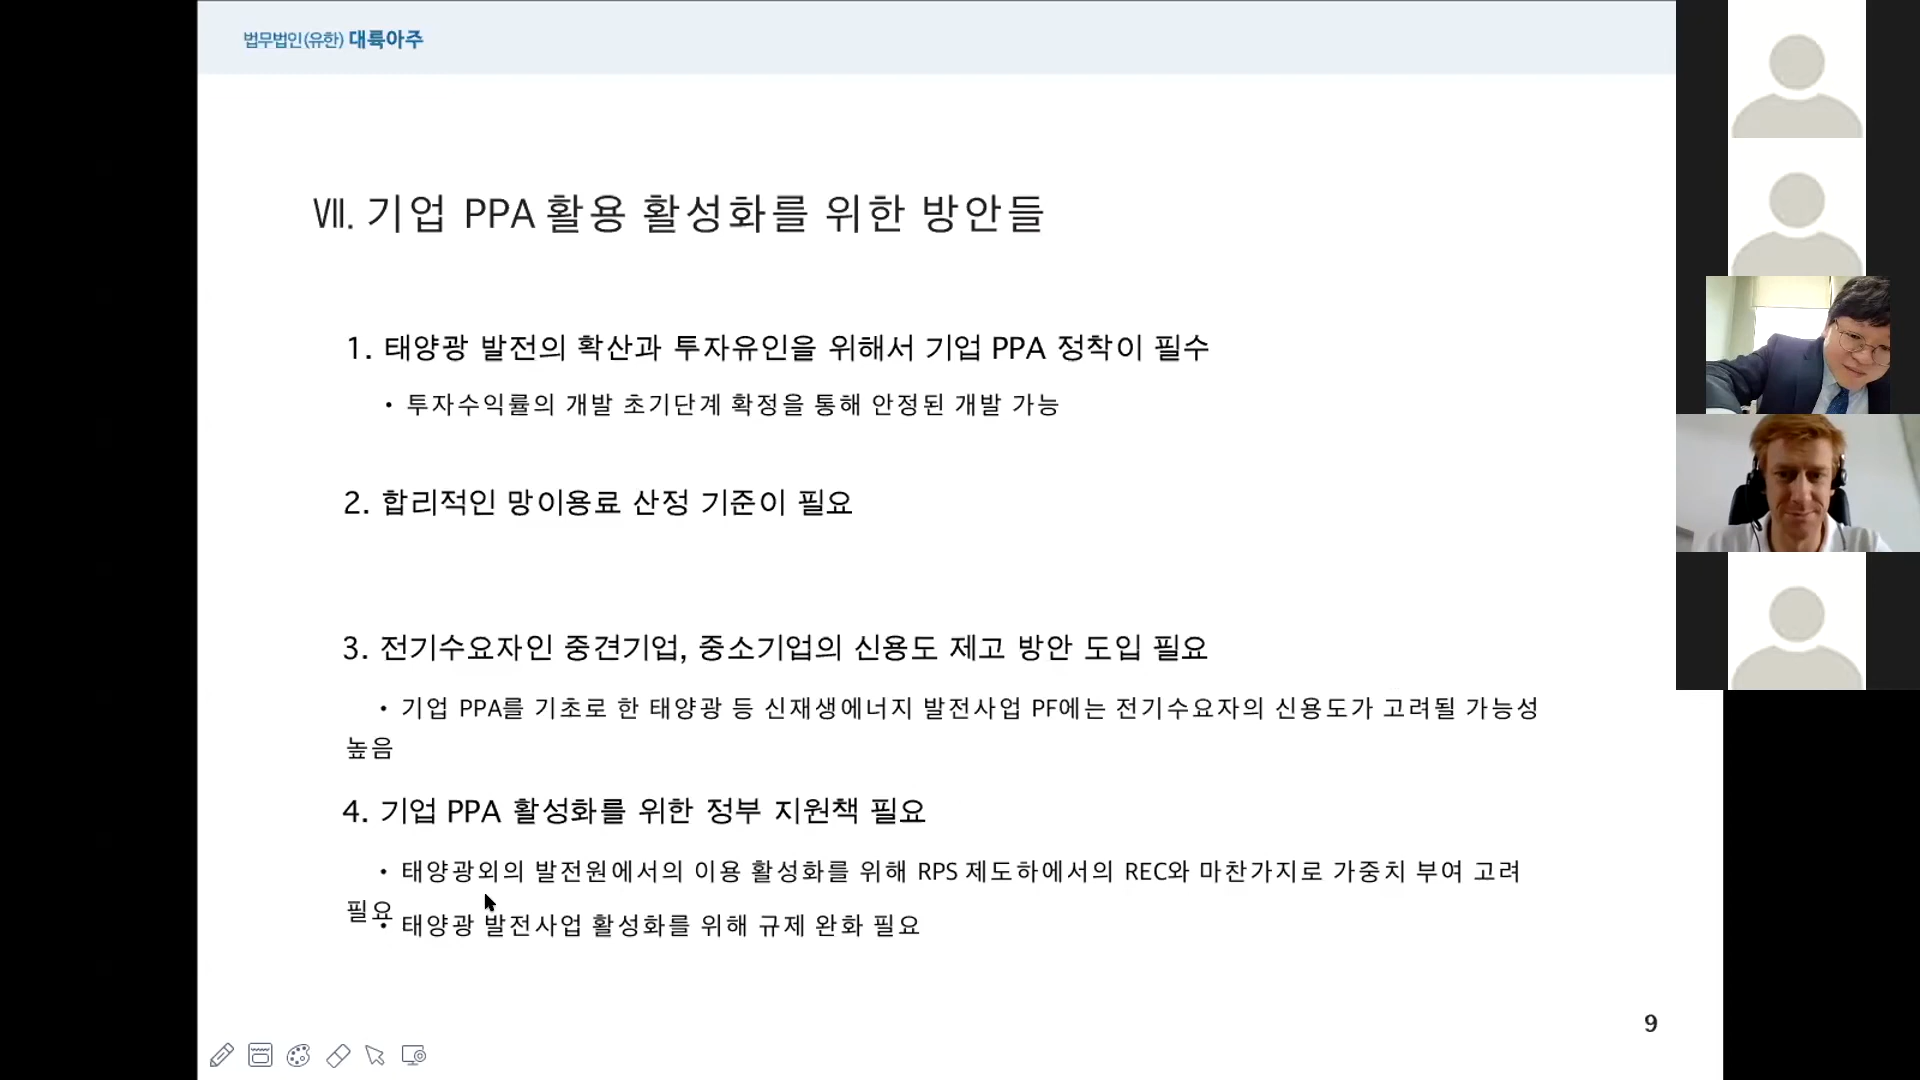 법무법인(유한) 대륙아주
Ⅶ. 기업 PPA 활용 활성화를 위한 방안들
1. 태양광 발전의 확산과 투자유인을 위해서 기업 PPA 정착이 필수
• 투자수익률의 개발 초기단계 확정을 통해 안정된 개발 가능
2. 합리적인 망이용료 산정 기준이 필요
3. 전기수요자인 중견기업, 중소기업의 신용도 제고 방안 도입 필요
• 기업 PPA를 기초로 한 태양광 등 신재생에너지 발전사업 PF에는 전기수요자의 신용도가 고려될 가능성
높음
4. 기업 PPA 활성화를 위한 정부 지원책 필요
• 태양광외의 발전원에서의 이용 활성화를 위해 RPS 제도하에서의 REC와 마찬가지로 가중치 부여 고려
필요
• 태양광 발전사업 활성화를 위해 규제 완화 필요
9